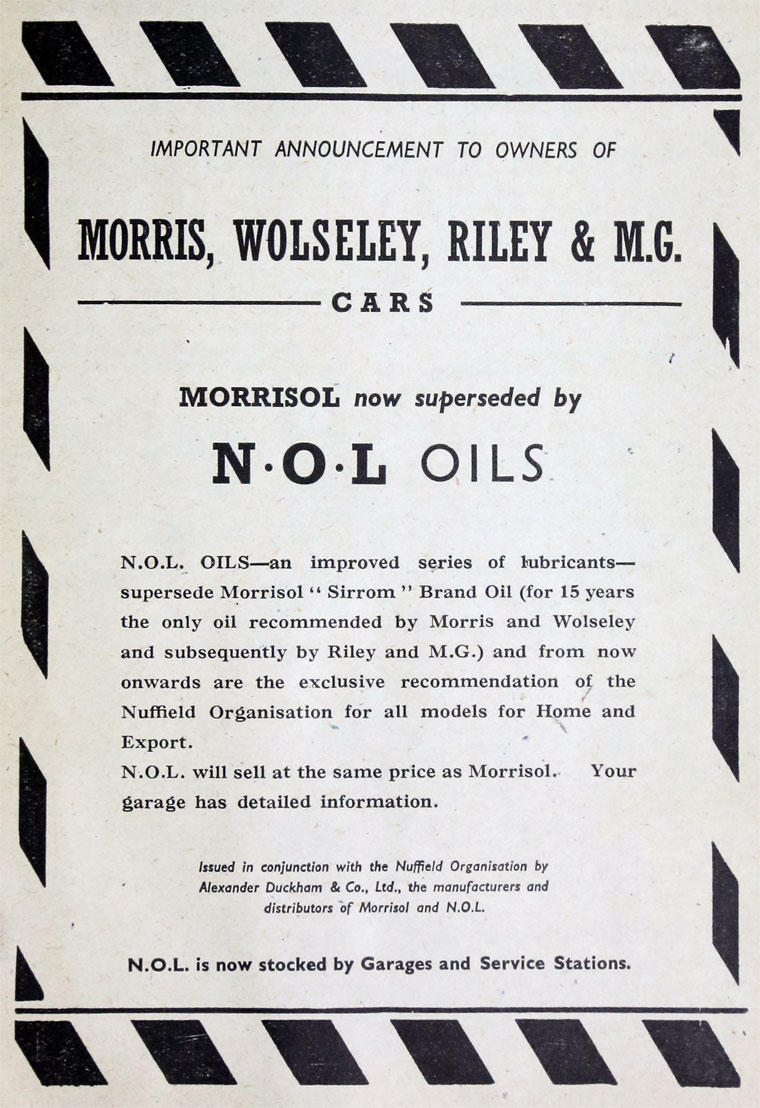 IMPORTANT ANNOUNCEMENT TO OWNERS OF
MORRIS, WOLSELEY, RILEY & M.G.
CARS
MORRISOL now superseded by
N·O·L OILS
N.O.L. OILS—an improved series of lubricants—
supersede Morrisol “ Sirrom ” Brand Oil (for 15 years
the only oil recommended by Morris and Wolseley
and subsequently by Riley and M.G.) and from now
onwards are the exclusive recommendation of the
Nuffield Organisation for all models for Home and
Export.
N.O.L. will sell at the same price as Morrisol. Your
garage has detailed information.
Issued in conjunction with the Nuffield Organisation by
Alexander Duckham & Co., Ltd., the manufacturers and
distributors of Morrisol and N.O.L.
N.O.L. is now stocked by Garages and Service Stations.